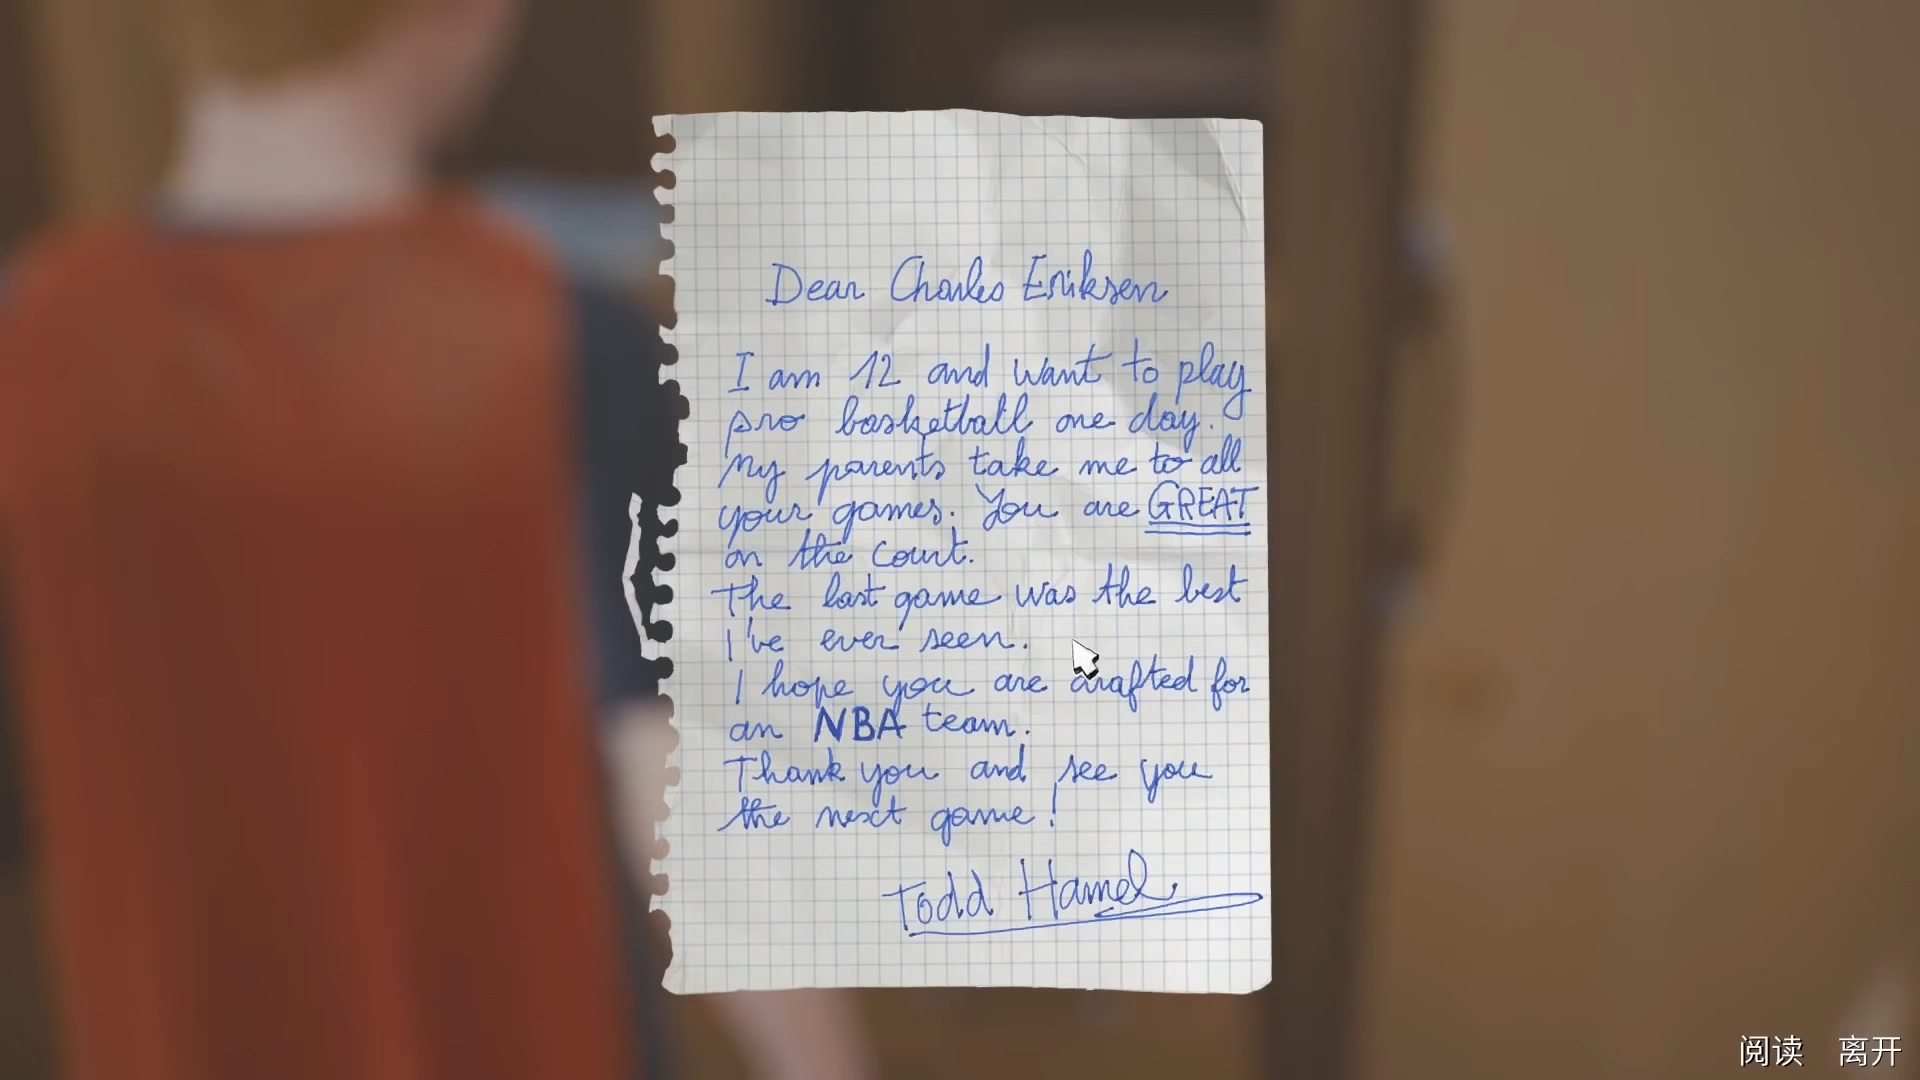 Dear Charles Eriksen
I am 12 and want to play
pro basketball one day.
My parents take me to all
your games. You are GREAT
on the court.
The last game was the best
I've ever seen.
I hope you are drafted for
an NBA team.
Thank you and see you
the next game!
Todd Hamel
阅读 离开